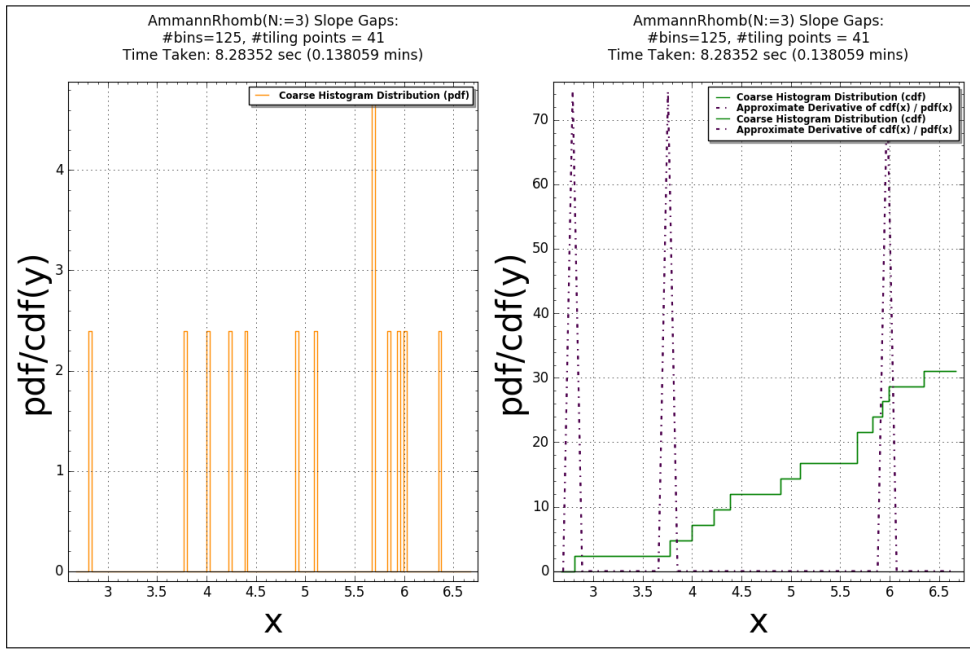 AmmannRhomb(N:=3) Slope Gaps:
#bins=125, #tiling points = 41
Time Taken: 8.28352 sec (0.138059 mins)
Coarse Histogram Distribution (pdf)
4
3
2
1
0
3
3.5
4
4.5
5
5.5
6
6.5
pdf/cdf(y)
x
AmmannRhomb(N:=3) Slope Gaps:
#bins=125, #tiling points = 41
Time Taken: 8.28352 sec (0.138059 mins)
Coarse Histogram Distribution (cdf)
Approximate Derivative of cdf(x) / pdf(x)
Coarse Histogram Distribution (cdf)
Approximate Derivative of cdf(x) / pdf(x)
70
60
50
40
30
20
10
0
3
3.5
4
4.5
5
5.5
6
6.5
pdf/cdf(y)
x